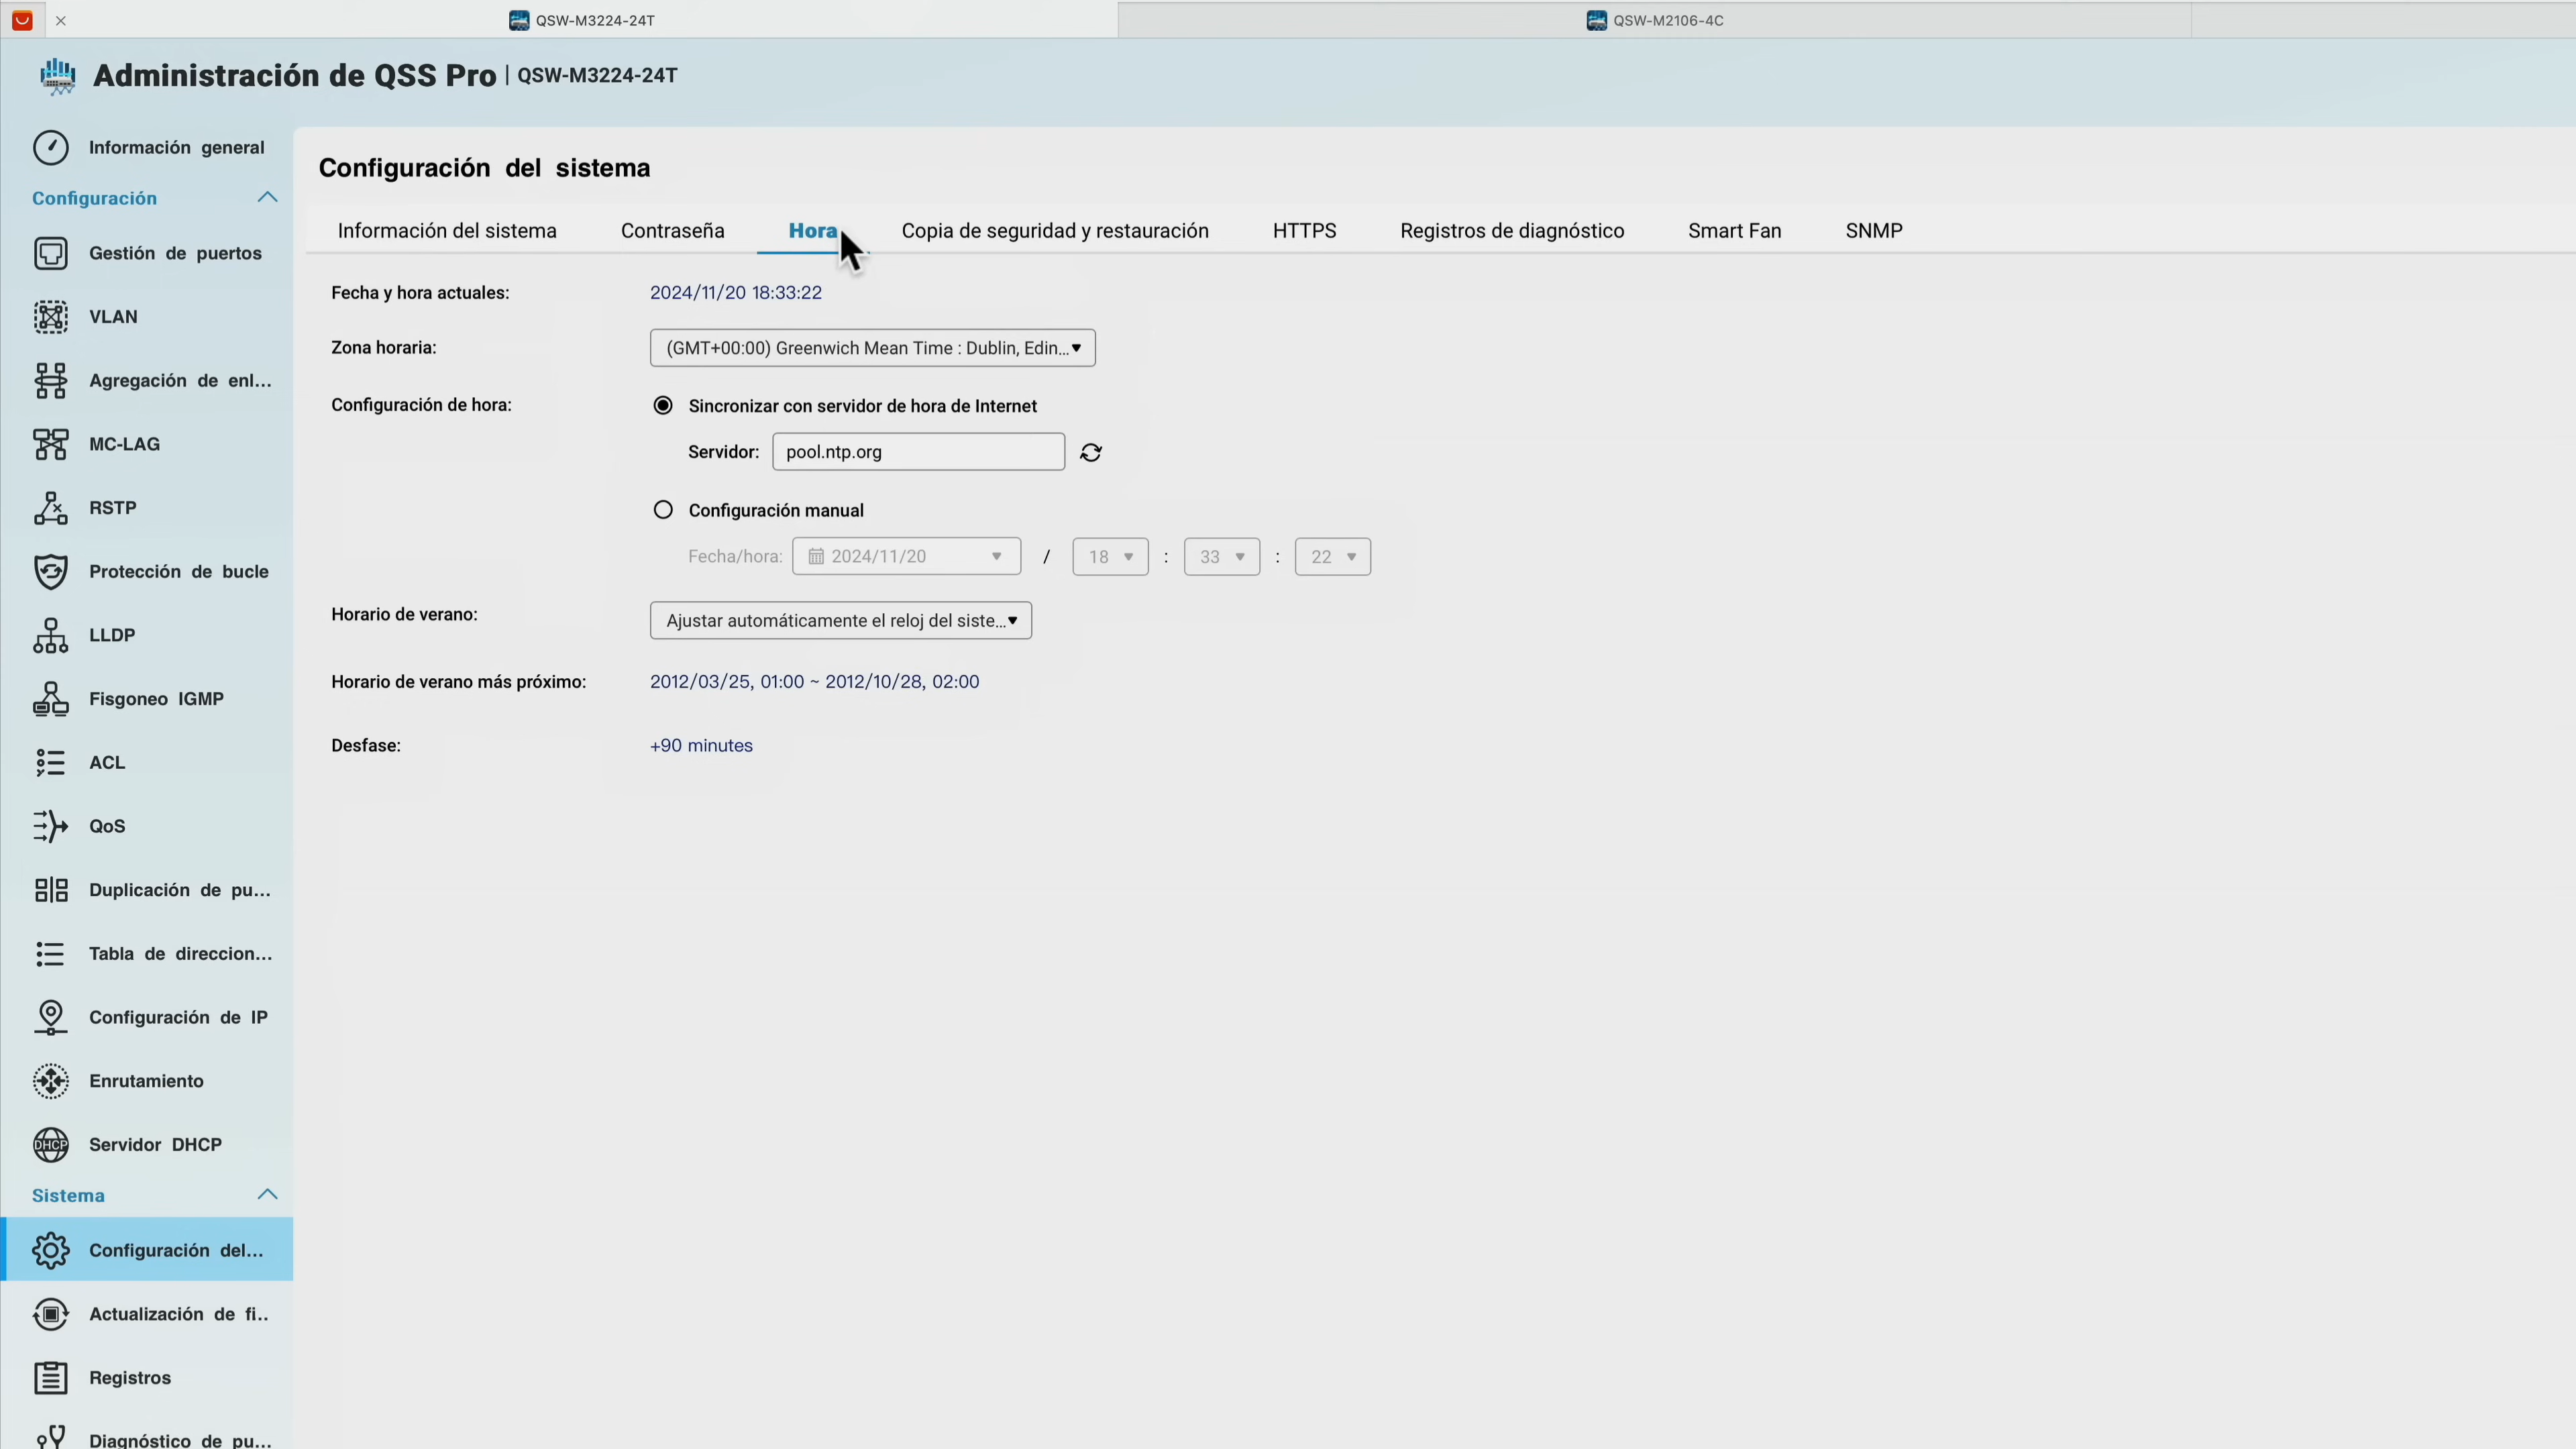 QSW-M3224-24T
QSW-M2106-4C
Administración de QSS Pro | QSW-M3224-24T
Información general
Configuración
Gestión de puertos
VLAN
Agregación de enl...
MC-LAG
RSTP
Protección de bucle
LLDP
Fisgoneo IGMP
ACL
QoS
Duplicación de pu...
Tabla de direccion...
Configuración de IP
Enrutamiento
DHCP
Servidor DHCP
Sistema
Configuración del...
Actualización de fi..
Registros
Diagnóstico de pu...
Configuración del sistema
Información del sistema
Contraseña
Hora
Copia de seguridad y restauración
HTTPS
Registros de diagnóstico
Smart Fan
SNMP
Fecha y hora actuales: 2024/11/20 18:33:22
Zona horaria: (GMT+00:00) Greenwich Mean Time : Dublin, Edin...
Configuración de hora: Sincronizar con servidor de hora de Internet
Servidor: pool.ntp.org
Configuración manual
Fecha/hora: 2024/11/20 / 18 : 33 : 22
Horario de verano: Ajustar automáticamente el reloj del siste...
Horario de verano más próximo: 2012/03/25, 01:00 ~ 2012/10/28, 02:00
Desfase: +90 minutes